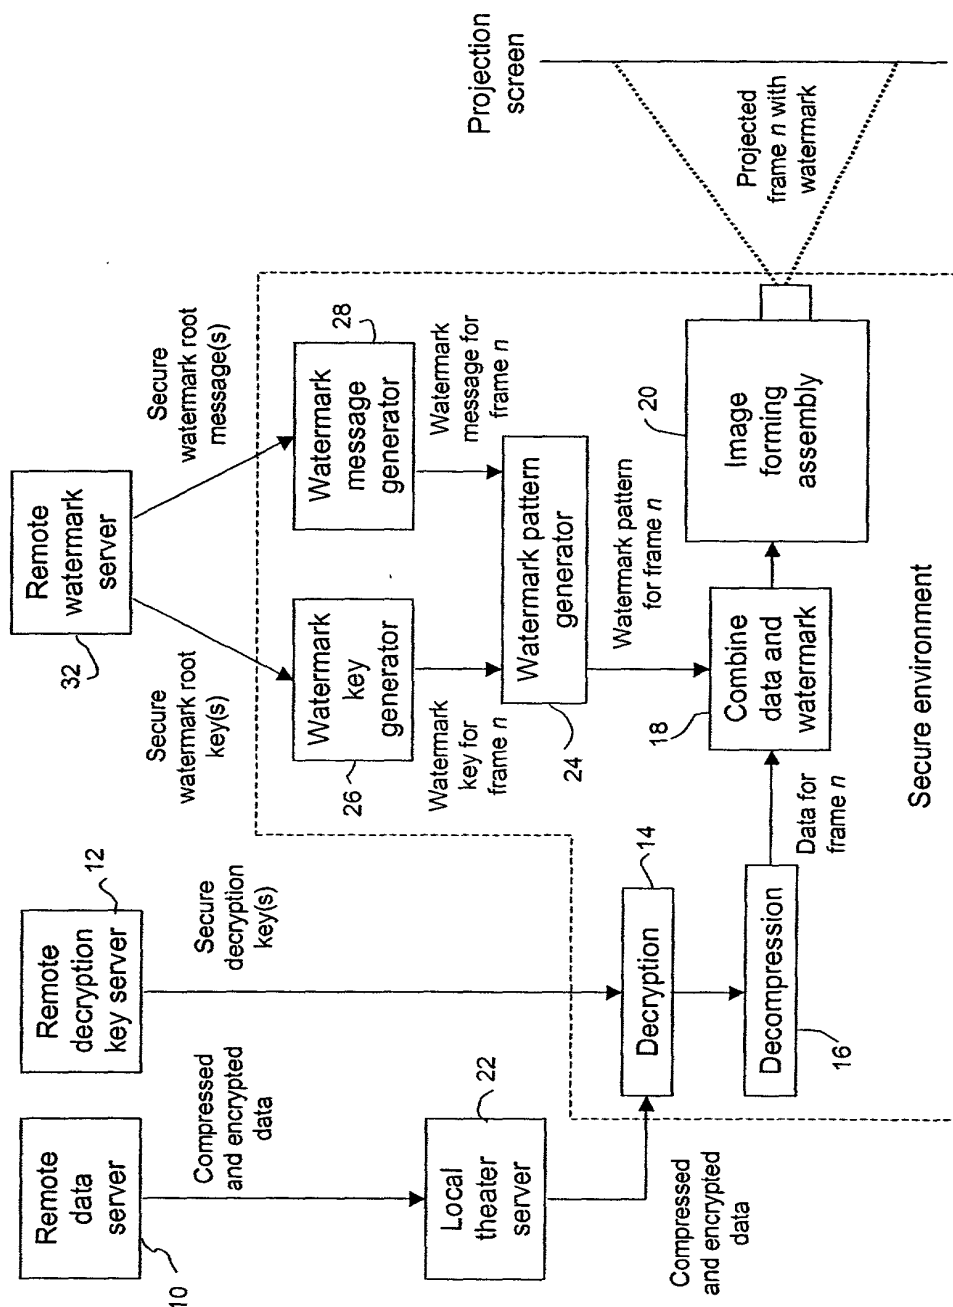 Remote
data
server
10
Remote
decryption
key server
12
Remote
watermark
server
32
Compressed
and encrypted
data
Secure
decryption
key(s)
Secure
watermark root
key(s)
Secure
watermark root
message(s)
Local
theater
server
22
Watermark
key
generator
26
Watermark
message
generator
28
Watermark
key for
frame n
Watermark
message for
frame n
Watermark pattern
generator
24
Compressed
and encrypted
data
Decryption
14
Decompression
16
Data for
frame n
Watermark pattern
for frame n
Combine
data and
watermark
18
Image
forming
assembly
20
Projected
frame n with
watermark
Projection
screen
Secure environment